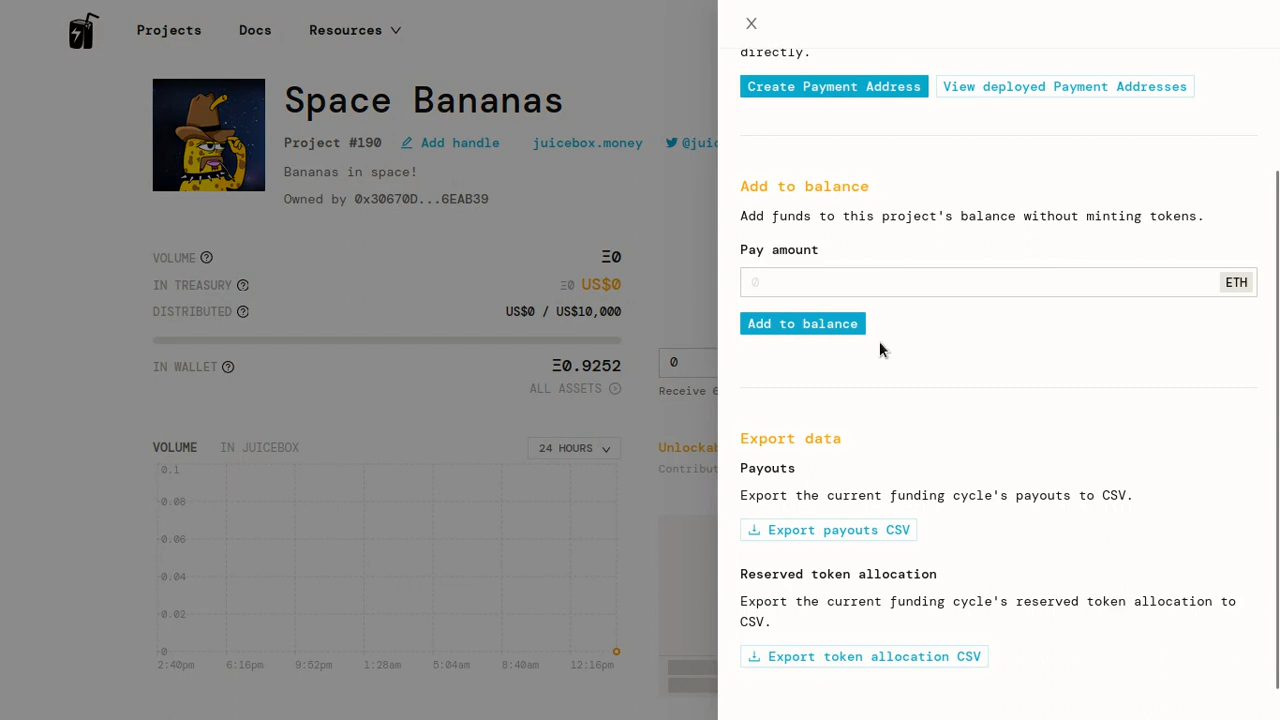 Projects
Docs
Resources
Space Bananas
Project #190
Add handle
juicebox.money
Bananas in space!
Owned by 0x30670D...6EAB39
VOLUME
Ξ0
IN TREASURY
Ξ0 US$0
DISTRIBUTED
US$0 / US$10,000
IN WALLET
Ξ0.9252
ALL ASSETS
0
Receive
VOLUME
IN JUICEBOX
24 HOURS
0.1
0.08
0.06
0.04
0.02
0
2:40pm
6:16pm
9:52pm
1:28am
5:04am
8:40am
12:16pm
X
directly.
Create Payment Address
View deployed Payment Addresses
Add to balance
Add funds to this project's balance without minting tokens.
Pay amount
0
ETH
Add to balance
Export data
Payouts
Export the current funding cycle's payouts to CSV.
Export payouts CSV
Reserved token allocation
Export the current funding cycle's reserved token allocation to
CSV.
Export token allocation CSV